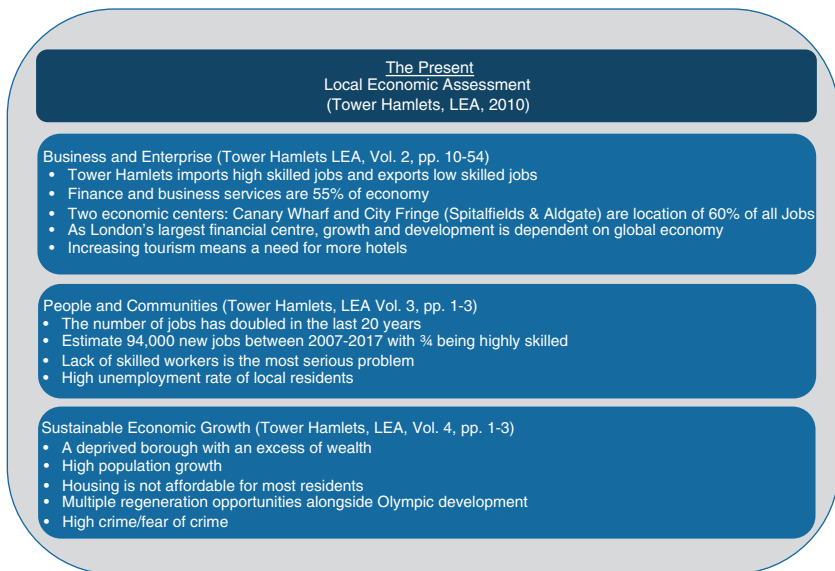 The Present
Local Economic Assessment
(Tower Hamlets, LEA, 2010)
Business and Enterprise (Tower Hamlets LEA, Vol. 2, pp. 10-54)
• Tower Hamlets imports high skilled jobs and exports low skilled jobs
• Finance and business services are 55% of economy
• Two economic centers: Canary Wharf and City Fringe (Spitalfields & Aldgate) are location of 60% of all Jobs
• As London's largest financial centre, growth and development is dependent on global economy
• Increasing tourism means a need for more hotels
People and Communities (Tower Hamlets, LEA Vol. 3, pp. 1-3)
• The number of jobs has doubled in the last 20 years
• Estimate 94,000 new jobs between 2007-2017 with ¾ being highly skilled
• Lack of skilled workers is the most serious problem
• High unemployment rate of local residents
Sustainable Economic Growth (Tower Hamlets, LEA, Vol. 4, pp. 1-3)
• A deprived borough with an excess of wealth
• High population growth
• Housing is not affordable for most residents
• Multiple regeneration opportunities alongside Olympic development
• High crime/fear of crime